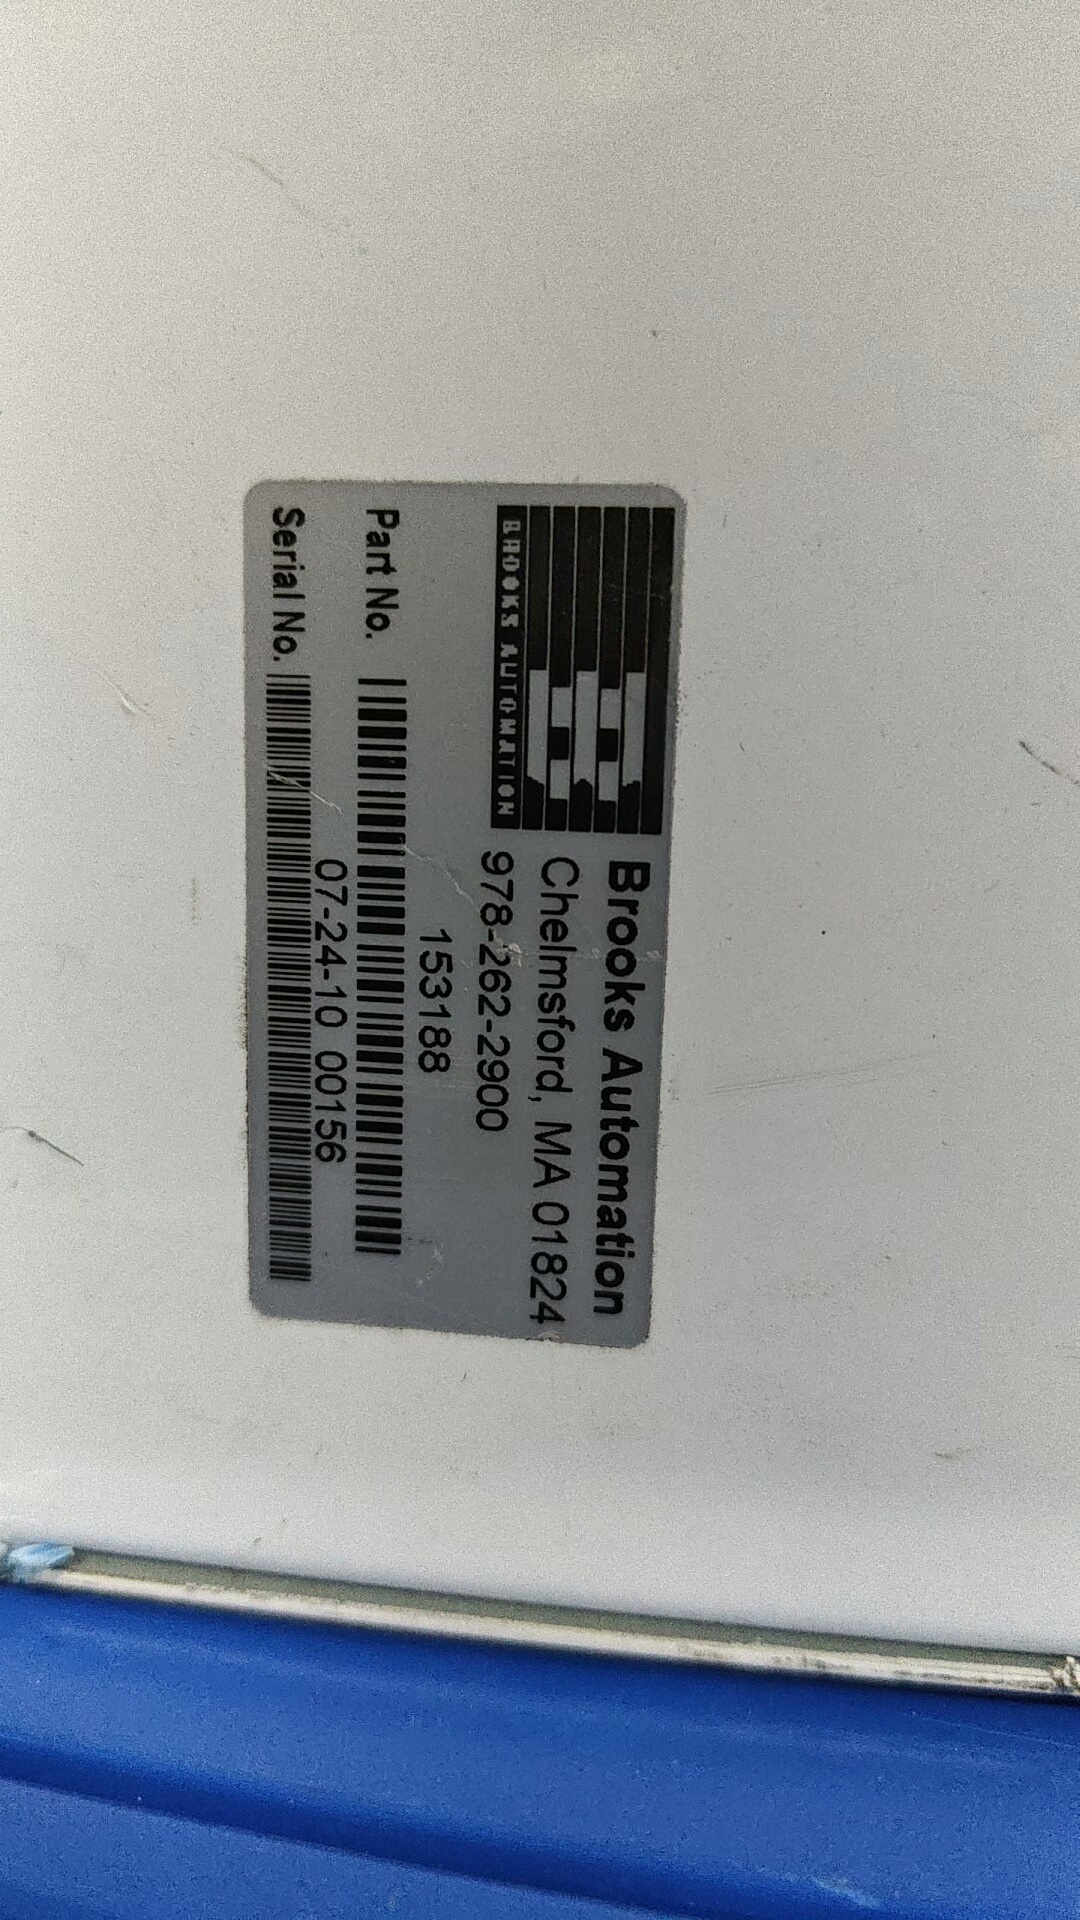 BROOKS AUTOMATION
Brooks Automation
Chelmsford, MA 01824
978-262-2900
153188
Part No.
07-24-10 00156
Serial No.